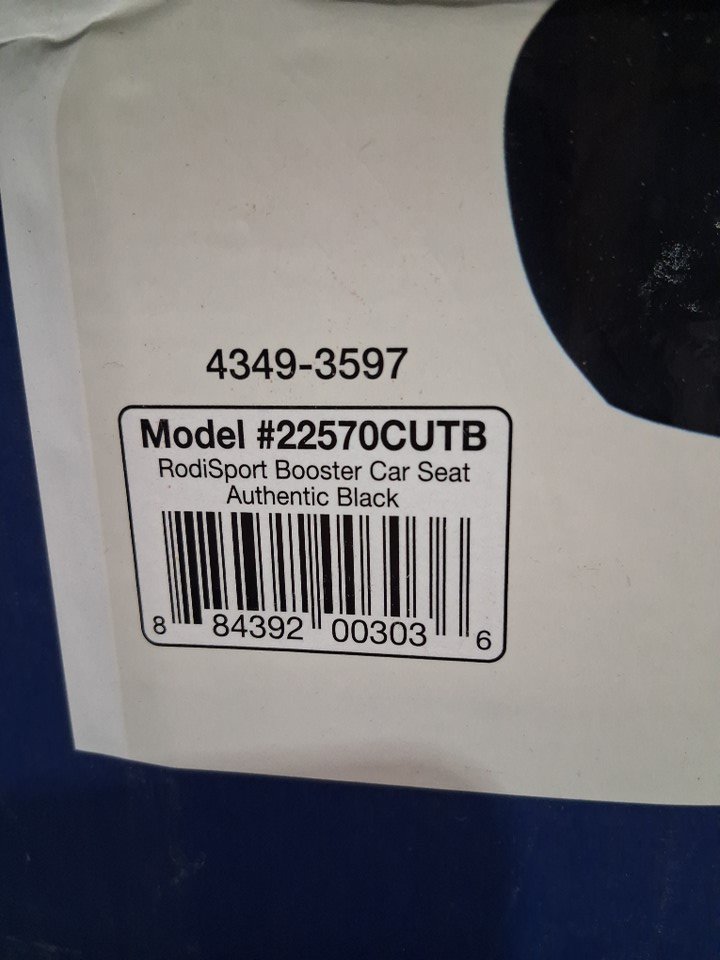 4349-3597
Model #22570CUTB
RodiSport Booster Car Seat
Authentic Black
8 84392 00303 6